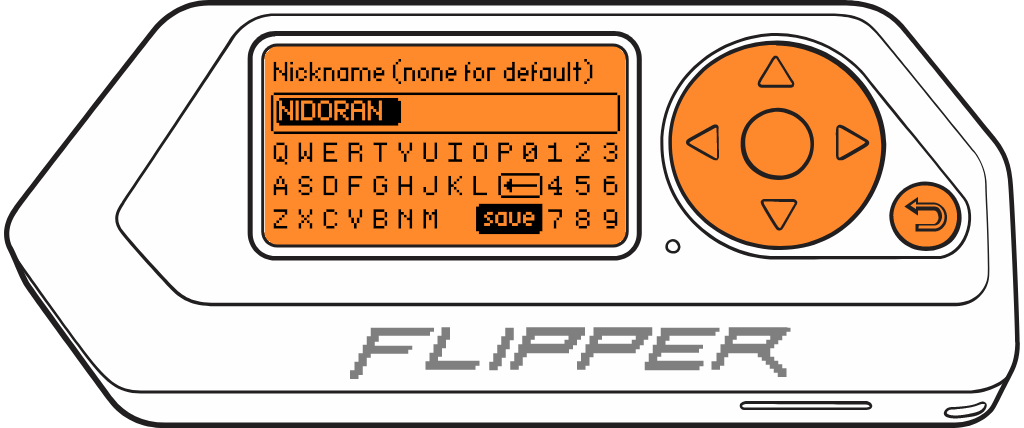 Nickname (none for default)
NIDORAN
Q W E R T Y U I O P 0 1 2 3
A S D F G H J K L 4 5 6
Z X C V B N M save 7 8 9
FLIPPER